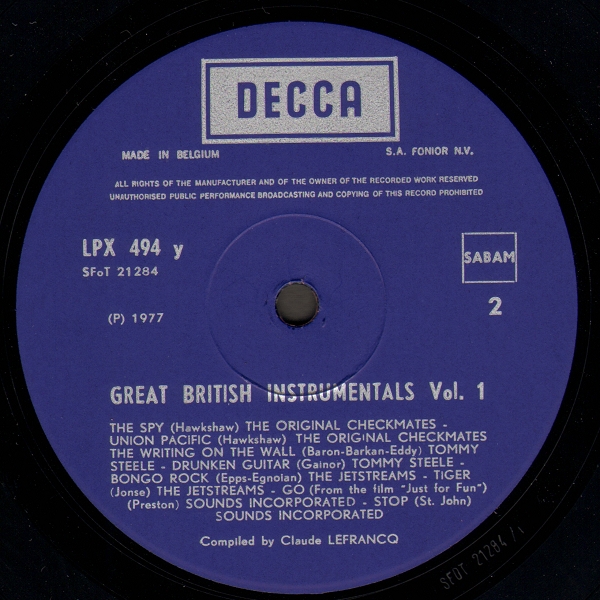 DECCA
MADE IN BELGIUM
S.A. FONIOR N.V.
ALL RIGHTS OF THE MANUFACTURER AND OF THE OWNER OF THE RECORDED WORK RESERVED
UNAUTHORISED PUBLIC PERFORMANCE BROADCASTING AND COPYING OF THIS RECORD PROHIBITED
LPX 494 y
SFoT 21284
SABAM
2
(P) 1977
GREAT BRITISH INSTRUMENTALS Vol. 1
THE SPY (Hawkshaw) THE ORIGINAL CHECKMATES -
UNION PACIFIC (Hawkshaw) THE ORIGINAL CHECKMATES
THE WRITING ON THE WALL (Baron-Barkan-Eddy) TOMMY
STEELE - DRUNKEN GUITAR (Gainor) TOMMY STEELE -
BONGO ROCK (Epps-Egnoian) THE JETSTREAMS - TIGER
(Jonse) THE JETSTREAMS - GO (From the film "Just for Fun")
(Preston) SOUNDS INCORPORATED - STOP (St. John)
SOUNDS INCORPORATED
Compiled by Claude LEFRANCQ
SFOT 21284 /1